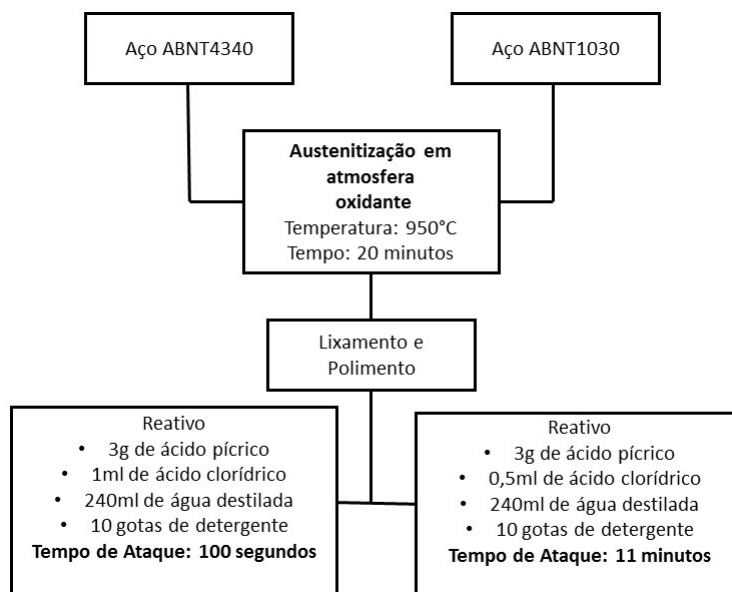 Aço ABNT4340
Aço ABNT1030
Austenitização em
atmosfera
oxidante
Temperatura: 950°C
Tempo: 20 minutos
Lixamento e
Polimento
Reativo
• 3g de ácido pícrico
• 1ml de ácido clorídrico
• 240ml de água destilada
• 10 gotas de detergente
Tempo de Ataque: 100 segundos
Reativo
• 3g de ácido pícrico
• 0,5ml de ácido clorídrico
• 240ml de água destilada
• 10 gotas de detergente
Tempo de Ataque: 11 minutos